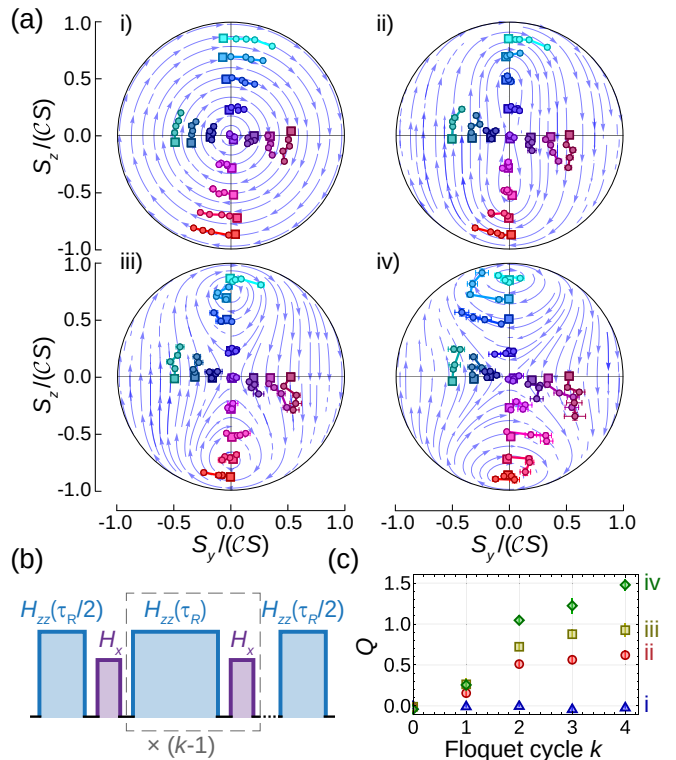 (a)
i)
ii)
1.0
0.5
0.0
-0.5
-1.0
S_z/(𝒞S)
iii)
iv)
1.0
0.5
0.0
-0.5
-1.0
S_z/(𝒞S)
-1.0 -0.5 0.0 0.5 1.0
-1.0 -0.5 0.0 0.5 1.0
S_y/(𝒞S)
S_y/(𝒞S)
(b)
H_zz(τ_R/2) H_zz(τ_R) H_zz(τ_R/2)
H_x H_x
× (k-1)
(c)
1.5
1.0
0.5
0.0
Q
iv
iii
ii
i
0 1 2 3 4
Floquet cycle k